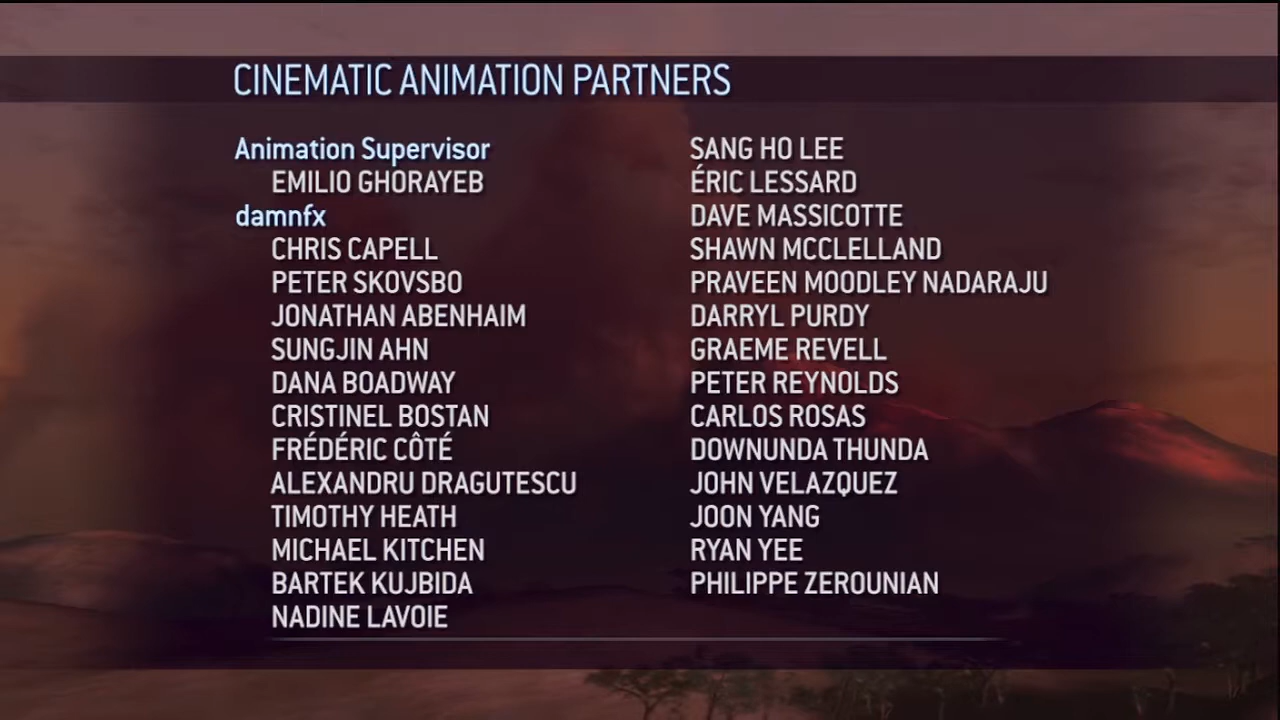 CINEMATIC ANIMATION PARTNERS
Animation Supervisor
EMILIO GHORAYEB
damnfx
CHRIS CAPELL
PETER SKOVSBO
JONATHAN ABENHAIM
SUNGJIN AHN
DANA BOADWAY
CRISTINEL BOSTAN
FRÉDÉRIC CÔTÉ
ALEXANDRU DRAGUTESCU
TIMOTHY HEATH
MICHAEL KITCHEN
BARTEK KUJBIDA
NADINE LAVOIE
SANG HO LEE
ÉRIC LESSARD
DAVE MASSICOTTE
SHAWN MCCLELLAND
PRAVEEN MOODLEY NADARAJU
DARRYL PURDY
GRAEME REVELL
PETER REYNOLDS
CARLOS ROSAS
DOWNUNDA THUNDA
JOHN VELAZQUEZ
JOON YANG
RYAN YEE
PHILIPPE ZEROUNIAN